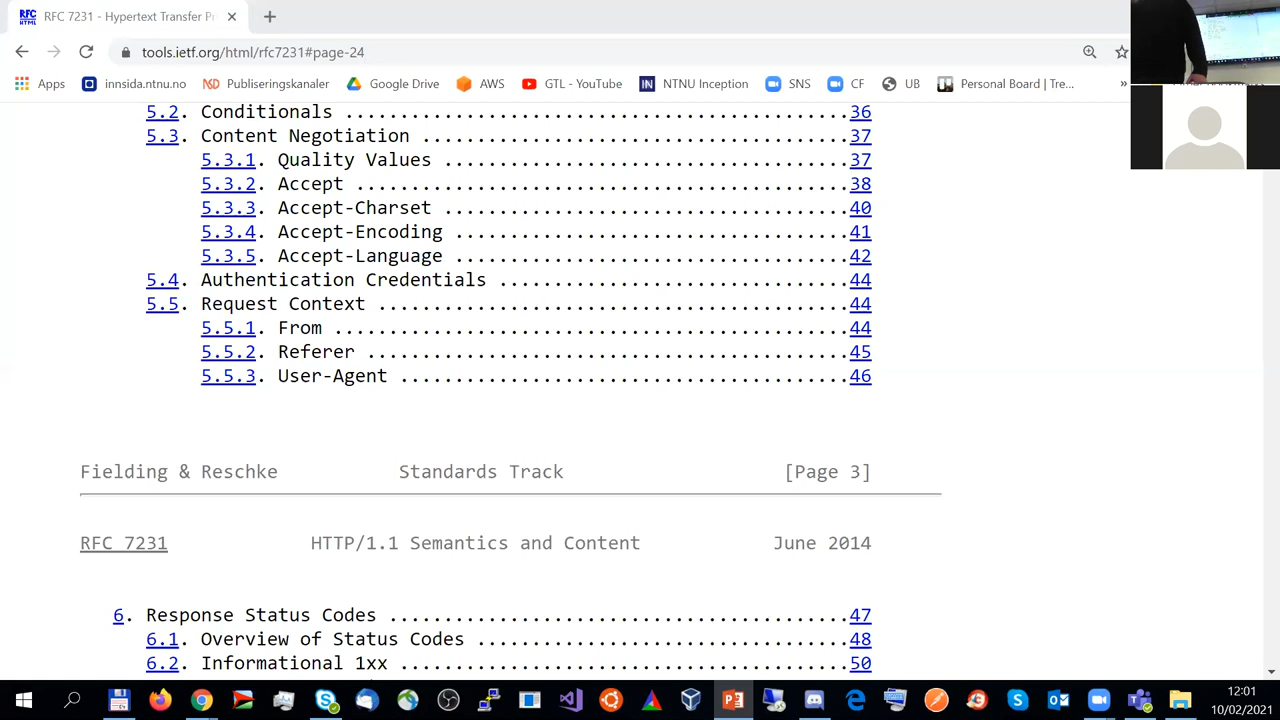 RFC HTML
RFC 7231 - Hypertext Transfer Pr
tools.ietf.org/html/rfc7231#page-24
Apps innsida.ntnu.no Publiseringskanaler Google Drive AWS GTL - YouTube NTNU Inception SNS CF UB Personal Board | Tre... »
5.2. Conditionals ..............................................36
5.3. Content Negotiation .......................................37
5.3.1. Quality Values .....................................37
5.3.2. Accept .............................................38
5.3.3. Accept-Charset .....................................40
5.3.4. Accept-Encoding ....................................41
5.3.5. Accept-Language ....................................42
5.4. Authentication Credentials ................................44
5.5. Request Context ...........................................44
5.5.1. From ...............................................44
5.5.2. Referer ............................................45
5.5.3. User-Agent .........................................46
Fielding & Reschke Standards Track [Page 3]
RFC 7231 HTTP/1.1 Semantics and Content June 2014
6. Response Status Codes ..........................................47
6.1. Overview of Status Codes ..................................48
6.2. Informational 1xx .........................................50
12:01
10/02/2021